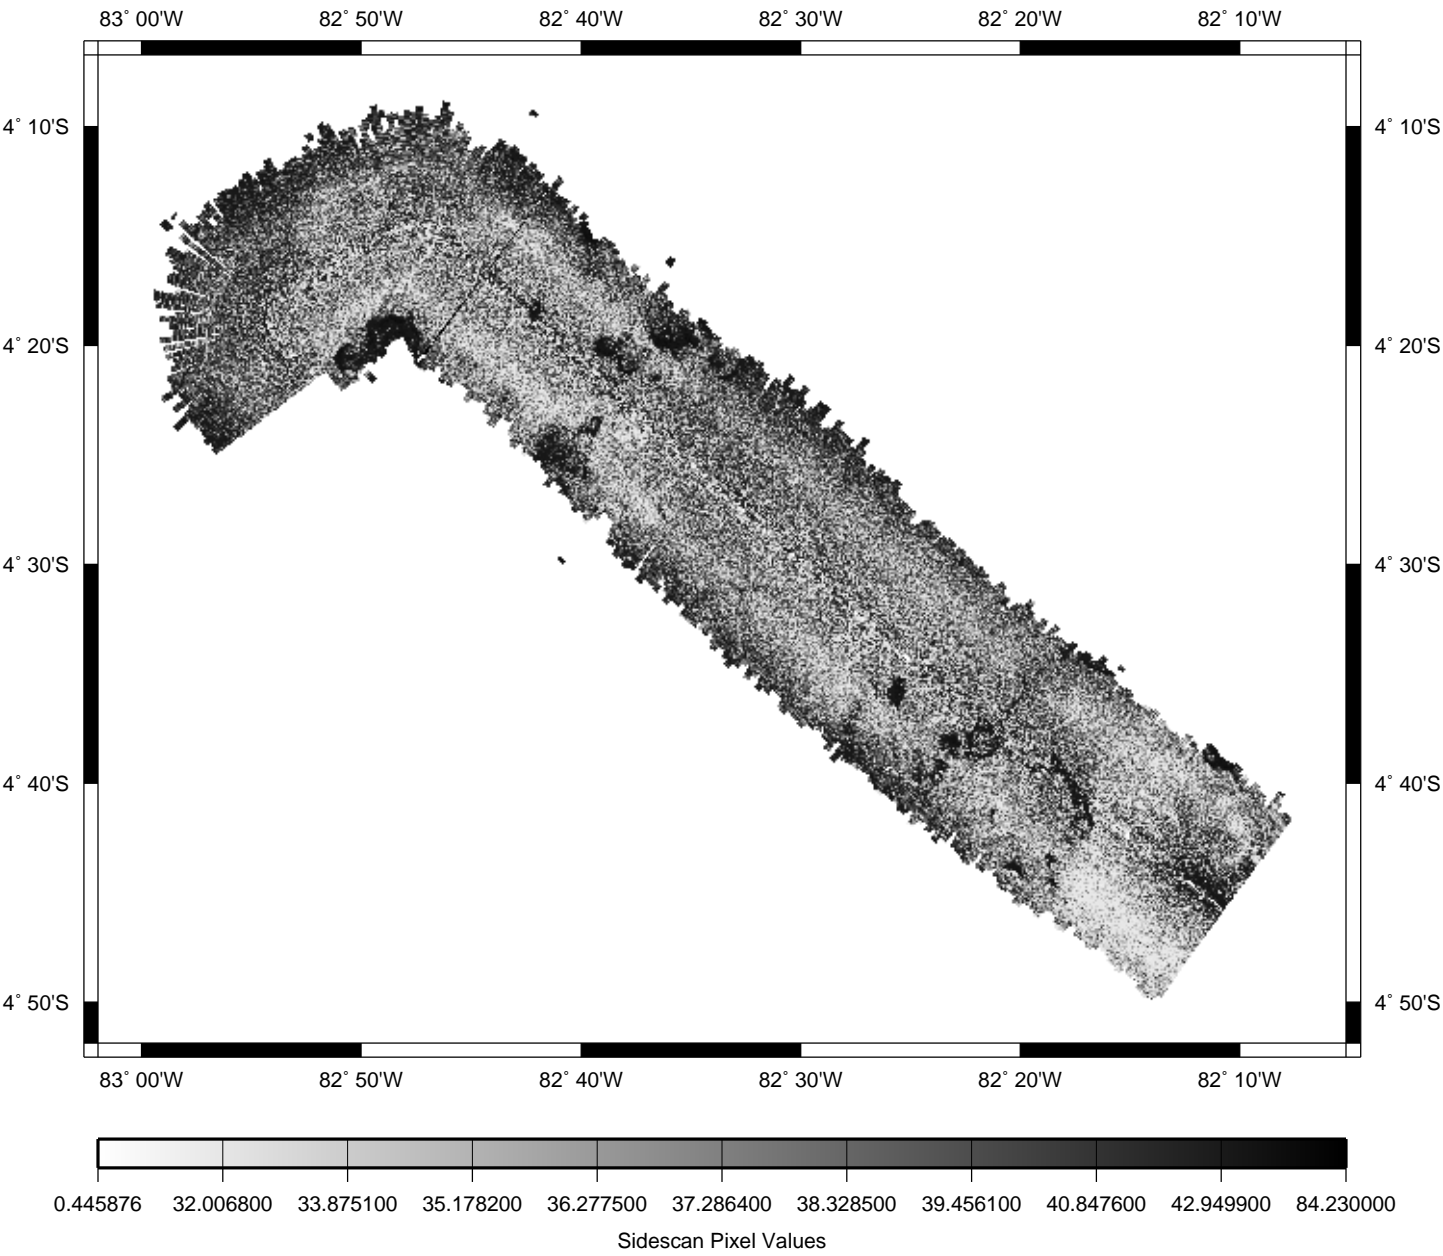 83° 00'W 82° 50'W 82° 40'W 82° 30'W 82° 20'W 82° 10'W
4° 10'S 4° 10'S
4° 20'S 4° 20'S
4° 30'S 4° 30'S
4° 40'S 4° 40'S
4° 50'S 4° 50'S
83° 00'W 82° 50'W 82° 40'W 82° 30'W 82° 20'W 82° 10'W
0.445876 32.006800 33.875100 35.178200 36.277500 37.286400 38.328500 39.456100 40.847600 42.949900 84.230000
Sidescan Pixel Values